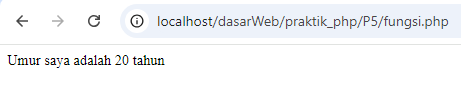 localhost/dasarWeb/praktik_php/P5/fungsi.php
Umur saya adalah 20 tahun